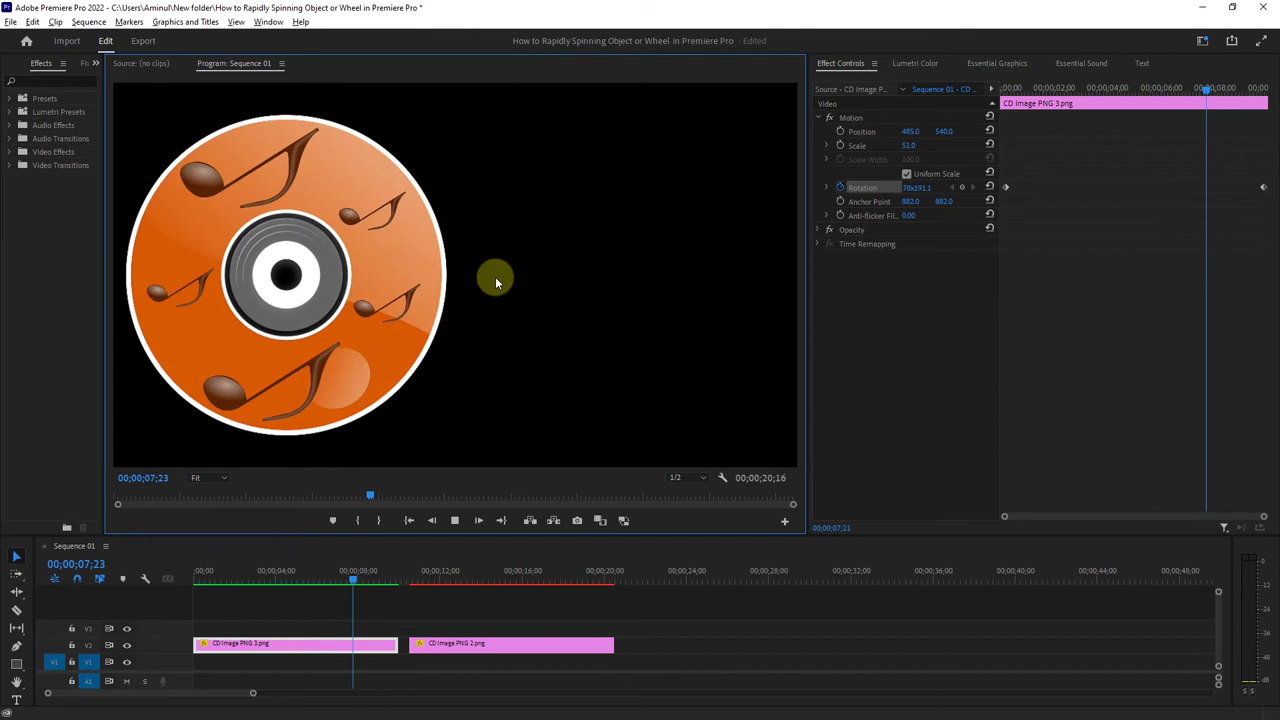 Adobe Premiere Pro 2022 - C:\Users\Aminul\New folder\How to Rapidly Spinning Object or Wheel in Premiere Pro *
File Edit Clip Sequence Markers Graphics and Titles View Window Help
Import Edit Export
How to Rapidly Spinning Object or Wheel in Premiere Pro - Edited
Effects Fr
Source: (no clips)
Program: Sequence 01
Effect Controls
Lumetri Color
Essential Graphics
Essential Sound
Text
Presets
Lumetri Presets
Audio Effects
Audio Transitions
Video Effects
Video Transitions
Source - CD Image P...
Sequence 01 - CD ...
;00;00 00;00;02;00 00;00;04;00 00;00;06;00 00;00;08;00 00;00
Video
CD Image PNG 3.png
Motion
Position 485.0 540.0
Scale 51.0
Scale Width 100.0
Uniform Scale
Rotation 70x191.1
Anchor Point 882.0 882.0
Anti-flicker Fil... 0.00
Opacity
Time Remapping
00;00;07;23
Fit
1/2
00;00;20;16
00;00;07;21
Sequence 01
00;00;07;23
;00;00 00;00;04;00 00;00;08;00 00;00;12;00 00;00;16;00 00;00;20;00 00;00;24;00 00;00;28;00 00;00;32;00 00;00;36;00 00;00;40;00 00;00;44;00 00;00;48;00
V3
V2
fx CD Image PNG 3.png
fx CD Image PNG 2.png
V1 V1
A1 M S
0
-12
-24
-36
-48
dB
S S